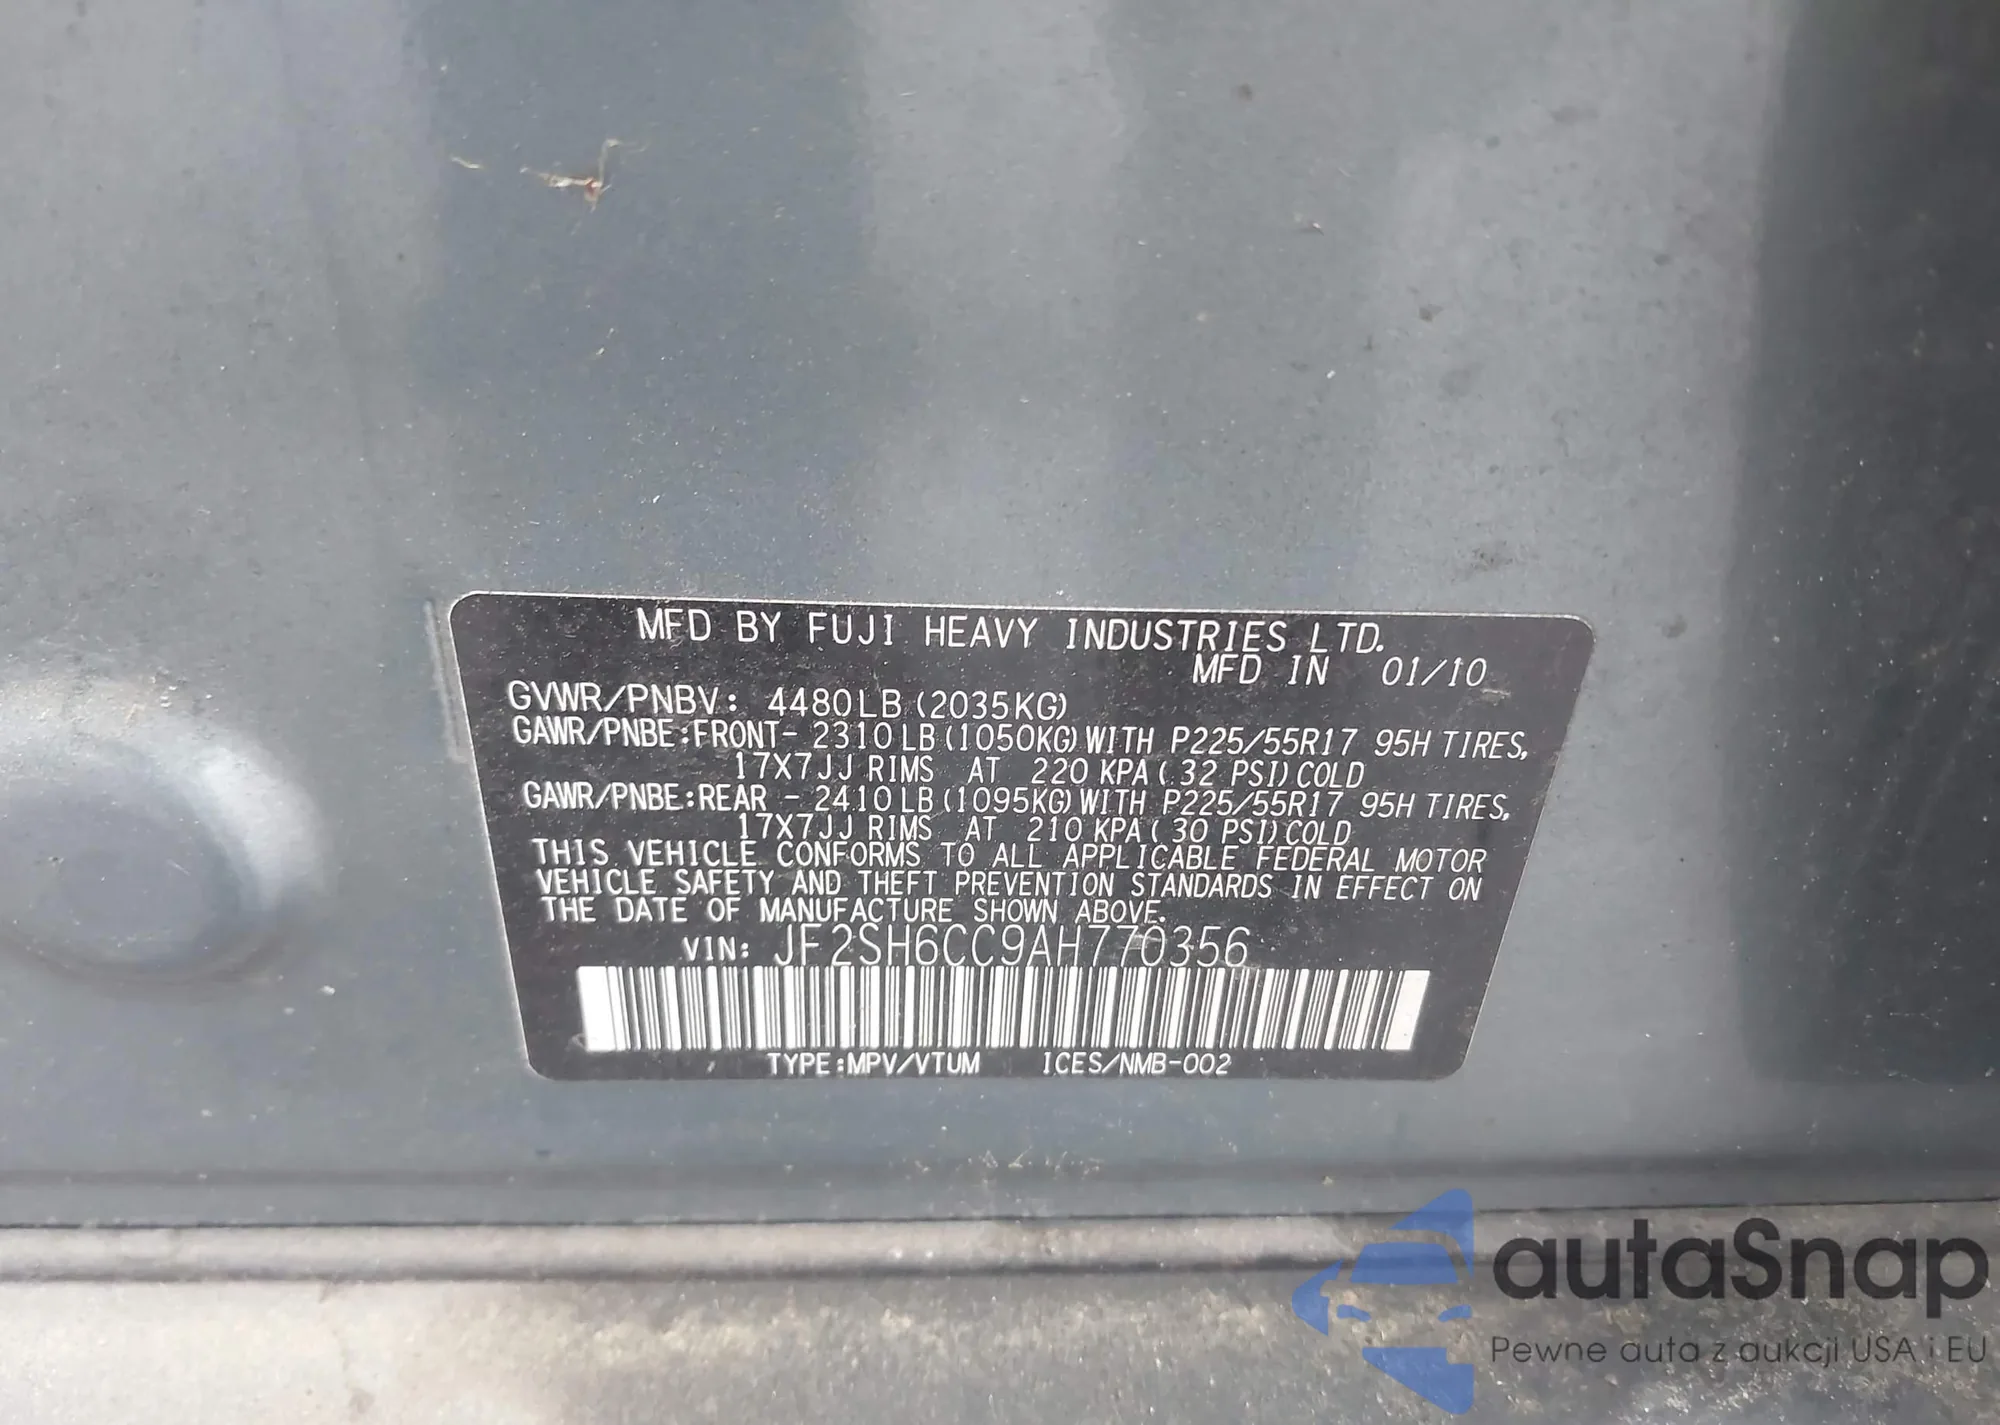 MFD BY FUJI HEAVY INDUSTRIES LTD.
MFD IN 01/10
GVWR/PNBV: 4480LB (2035KG)
GAWR/PNBE:FRONT- 2310LB (1050KG) WITH P225/55R17 95H TIRES,
17X7JJ RIMS AT 220 KPA ( 32 PSI) COLD
GAWR/PNBE:REAR - 2410LB (1095KG) WITH P225/55R17 95H TIRES,
17X7JJ RIMS AT 210 KPA ( 30 PSI) COLD
THIS VEHICLE CONFORMS TO ALL APPLICABLE FEDERAL MOTOR
VEHICLE SAFETY AND THEFT PREVENTION STANDARDS IN EFFECT ON
THE DATE OF MANUFACTURE SHOWN ABOVE.
VIN: JF2SH6CC9AH770356
TYPE:MPV/VTUM ICES/NMB-002
autaSnap
Pewne auta z aukcji USA i EU